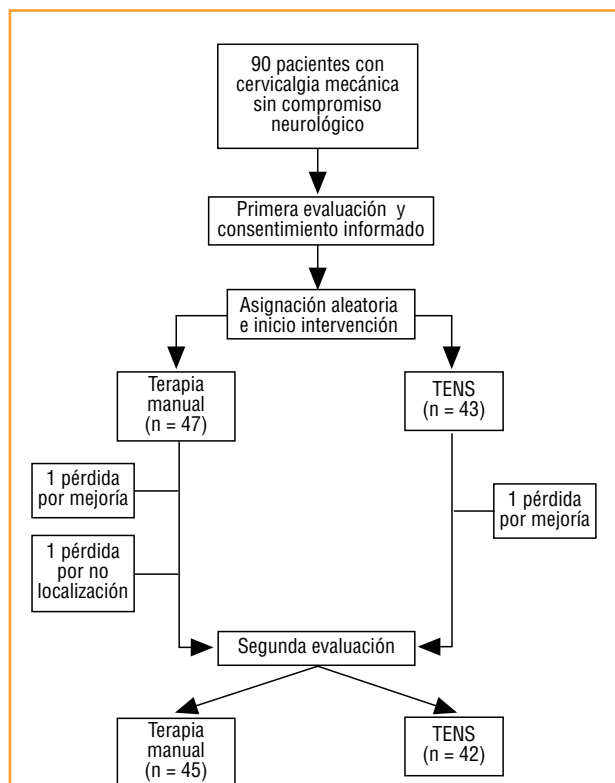 90 pacientes con
cervicalgia mecánica
sin compromiso
neurológico
Primera evaluación y
consentimiento informado
Asignación aleatoria
e inicio intervención
Terapia
manual
(n = 47)
TENS
(n = 43)
1 pérdida
por mejoría
1 pérdida
por mejoría
1 pérdida
por no
localización
Segunda evaluación
Terapia
manual
(n = 45)
TENS
(n = 42)